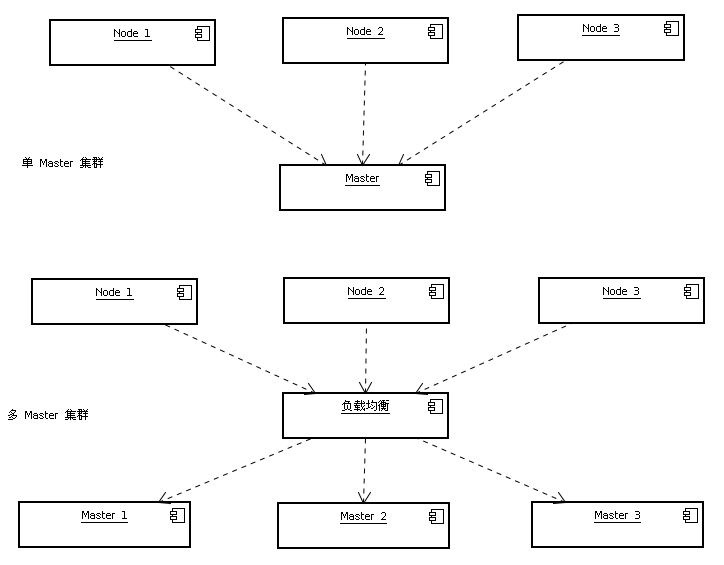 Node 1
Node 2
Node 3
单 Master 集群
Master
Node 1
Node 2
Node 3
多 Master 集群
负载均衡
Master 1
Master 2
Master 3